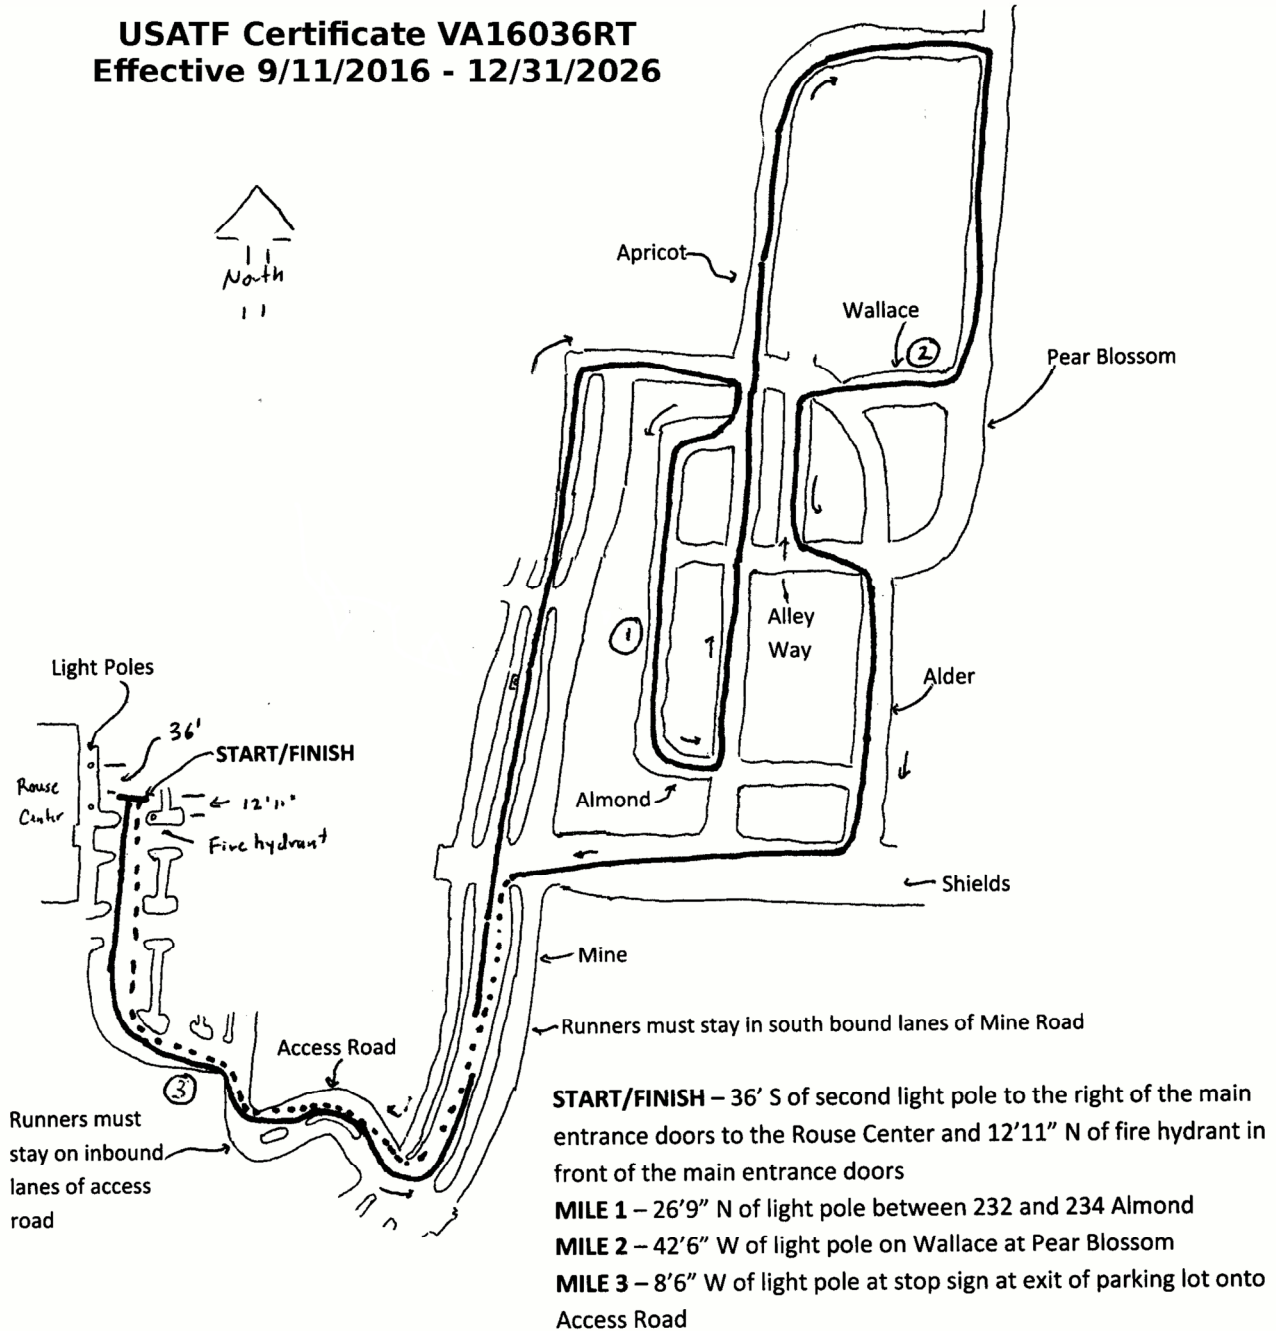 USATF Certificate VA16036RT
Effective 9/11/2016 - 12/31/2026
North
Apricot
Wallace
2
Pear Blossom
1
Alley
Way
Light Poles
36'
START/FINISH
Rouse
Center
12'11"
Fire hydrant
Alder
Almond
Shields
Mine
Runners must stay in south bound lanes of Mine Road
Access Road
3
Runners must
stay on inbound
lanes of access
road
START/FINISH – 36’ S of second light pole to the right of the main
entrance doors to the Rouse Center and 12’11” N of fire hydrant in
front of the main entrance doors
MILE 1 – 26’9” N of light pole between 232 and 234 Almond
MILE 2 – 42’6” W of light pole on Wallace at Pear Blossom
MILE 3 – 8’6” W of light pole at stop sign at exit of parking lot onto
Access Road